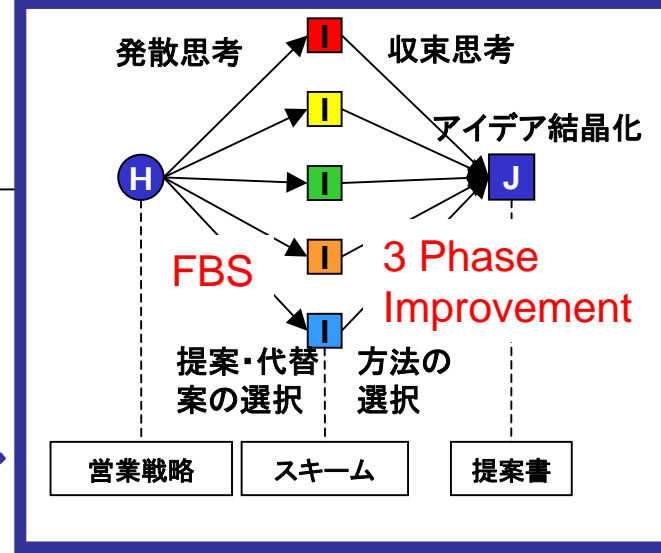 発散思考
収束思考
アイデア結晶化
I
I
I
I
I
H
J
FBS
3 Phase
Improvement
提案・代替
案の選択
方法の
選択
営業戦略
スキーム
提案書